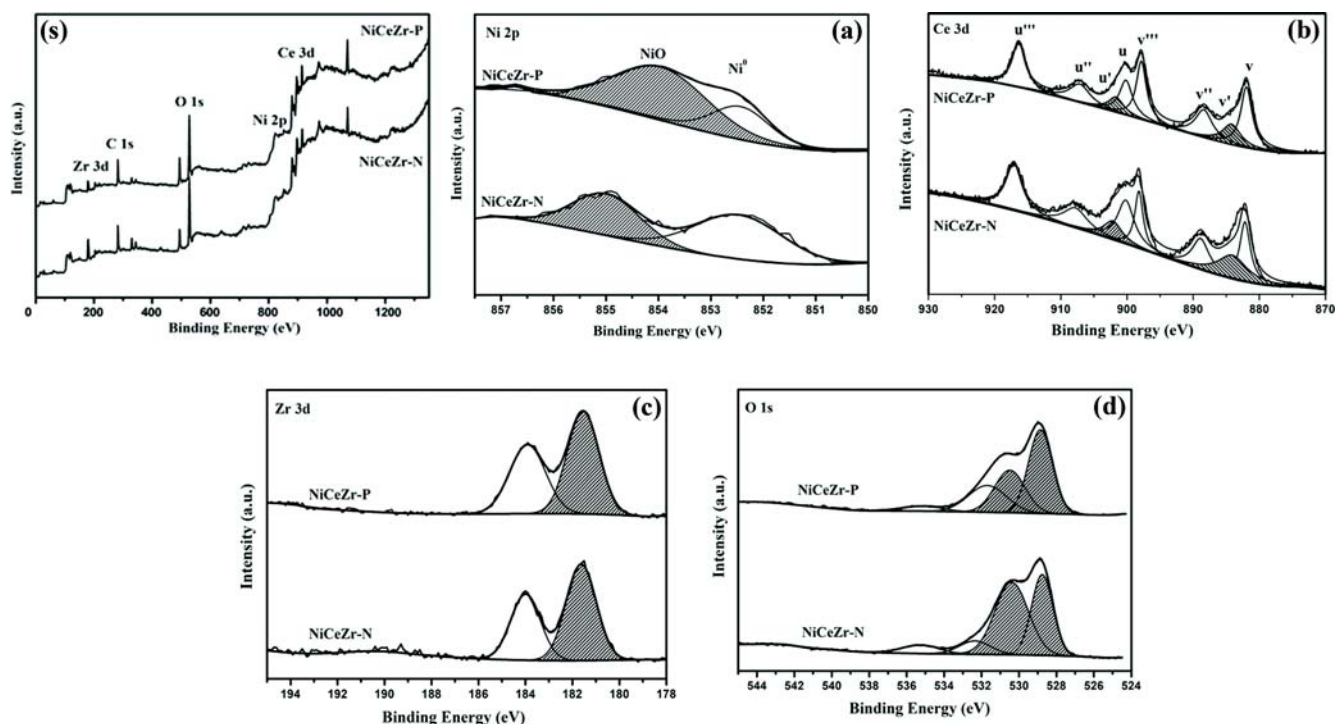 (s)
NiCeZr-P
Ce 3d
O 1s
Ni 2p
C 1s
Zr 3d
NiCeZr-N
Intensity (a.u.)
0 200 400 600 800 1000 1200
Binding Energy (eV)
(a)
Ni 2p
NiO
Ni⁰
NiCeZr-P
NiCeZr-N
Intensity (a.u.)
857 856 855 854 853 852 851 850
Binding Energy (eV)
(b)
Ce 3d
u''' u'' u' u v''' v'' v' v
NiCeZr-P
NiCeZr-N
Intensity (a.u.)
930 920 910 900 890 880 870
Binding Energy (eV)
(c)
Zr 3d
NiCeZr-P
NiCeZr-N
Intensity (a.u.)
194 192 190 188 186 184 182 180 178
Binding Energy (eV)
(d)
O 1s
NiCeZr-P
NiCeZr-N
Intensity (a.u.)
544 542 540 538 536 534 532 530 528 526 524
Binding Energy (eV)